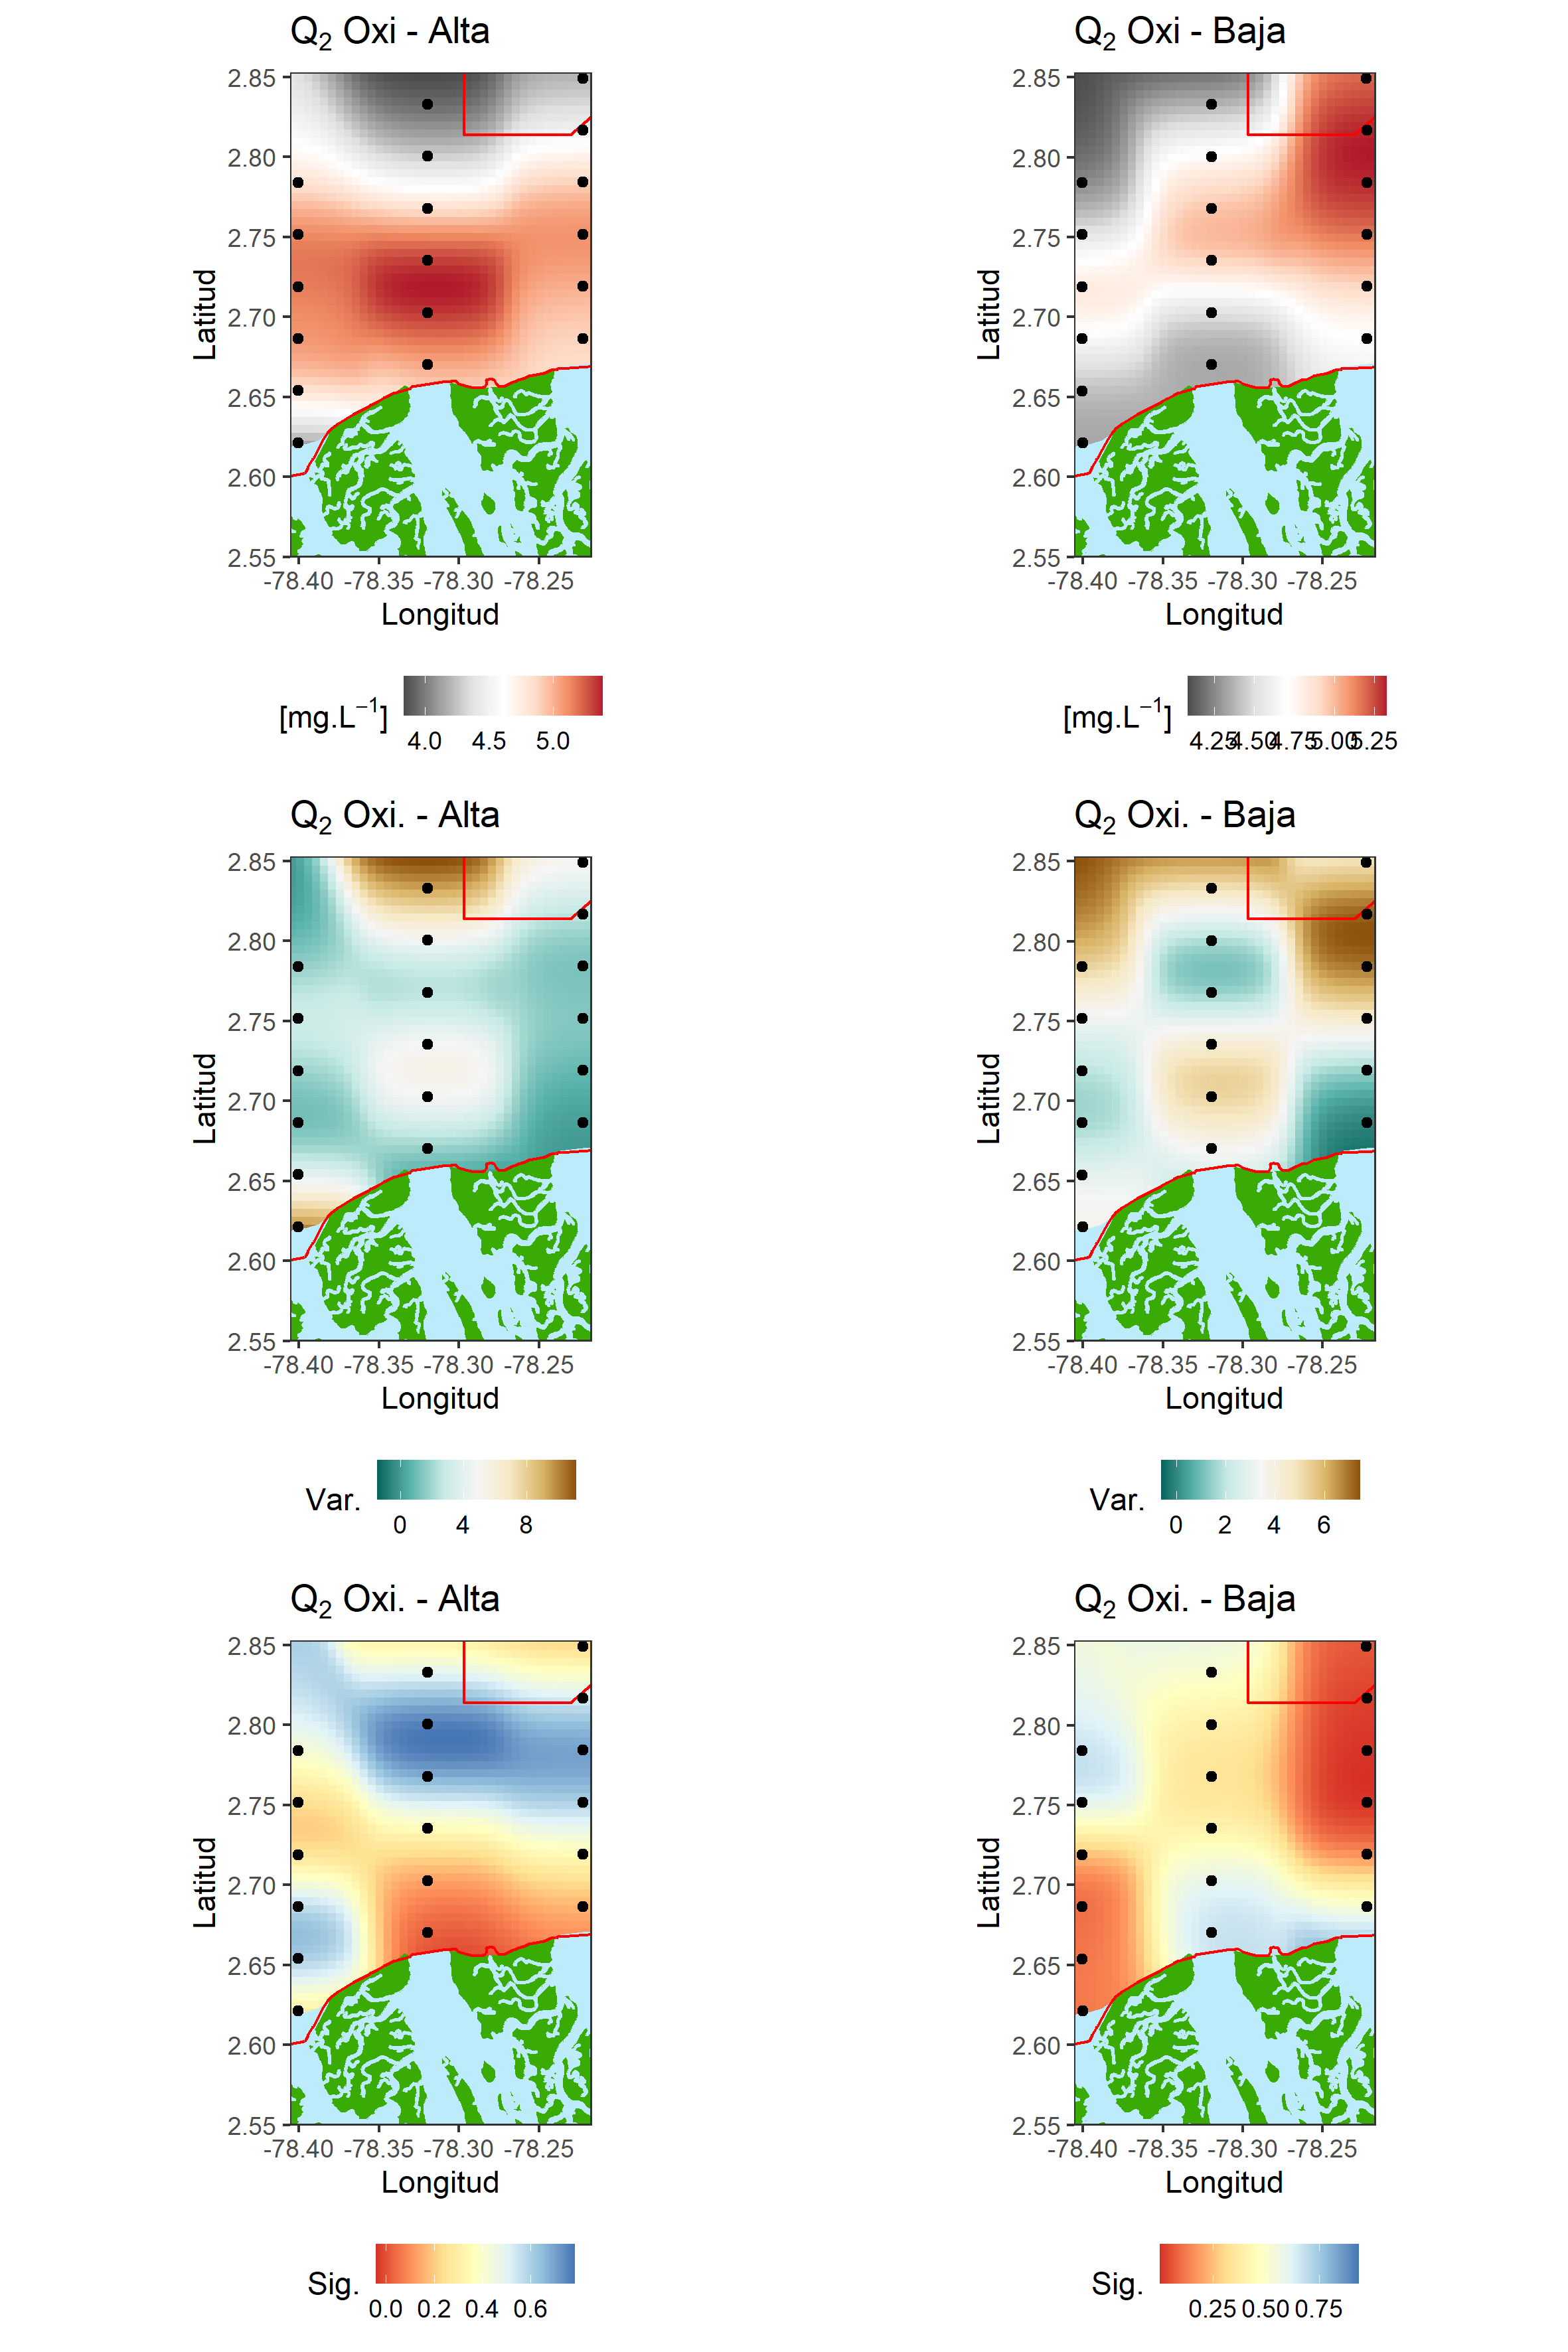 Q₂ Oxi - Alta
Q₂ Oxi - Baja
2.85
2.80
2.75
2.70
2.65
2.60
2.55
Latitud
-78.40 -78.35 -78.30 -78.25
Longitud
[mg.L⁻¹]
4.0 4.5 5.0
2.85
2.80
2.75
2.70
2.65
2.60
2.55
Latitud
-78.40 -78.35 -78.30 -78.25
Longitud
[mg.L⁻¹]
4.25 4.50 4.75 5.00 5.25
Q₂ Oxi. - Alta
Q₂ Oxi. - Baja
2.85
2.80
2.75
2.70
2.65
2.60
2.55
Latitud
-78.40 -78.35 -78.30 -78.25
Longitud
Var.
0 4 8
2.85
2.80
2.75
2.70
2.65
2.60
2.55
Latitud
-78.40 -78.35 -78.30 -78.25
Longitud
Var.
0 2 4 6
Q₂ Oxi. - Alta
Q₂ Oxi. - Baja
2.85
2.80
2.75
2.70
2.65
2.60
2.55
Latitud
-78.40 -78.35 -78.30 -78.25
Longitud
Sig.
0.0 0.2 0.4 0.6
2.85
2.80
2.75
2.70
2.65
2.60
2.55
Latitud
-78.40 -78.35 -78.30 -78.25
Longitud
Sig.
0.25 0.50 0.75